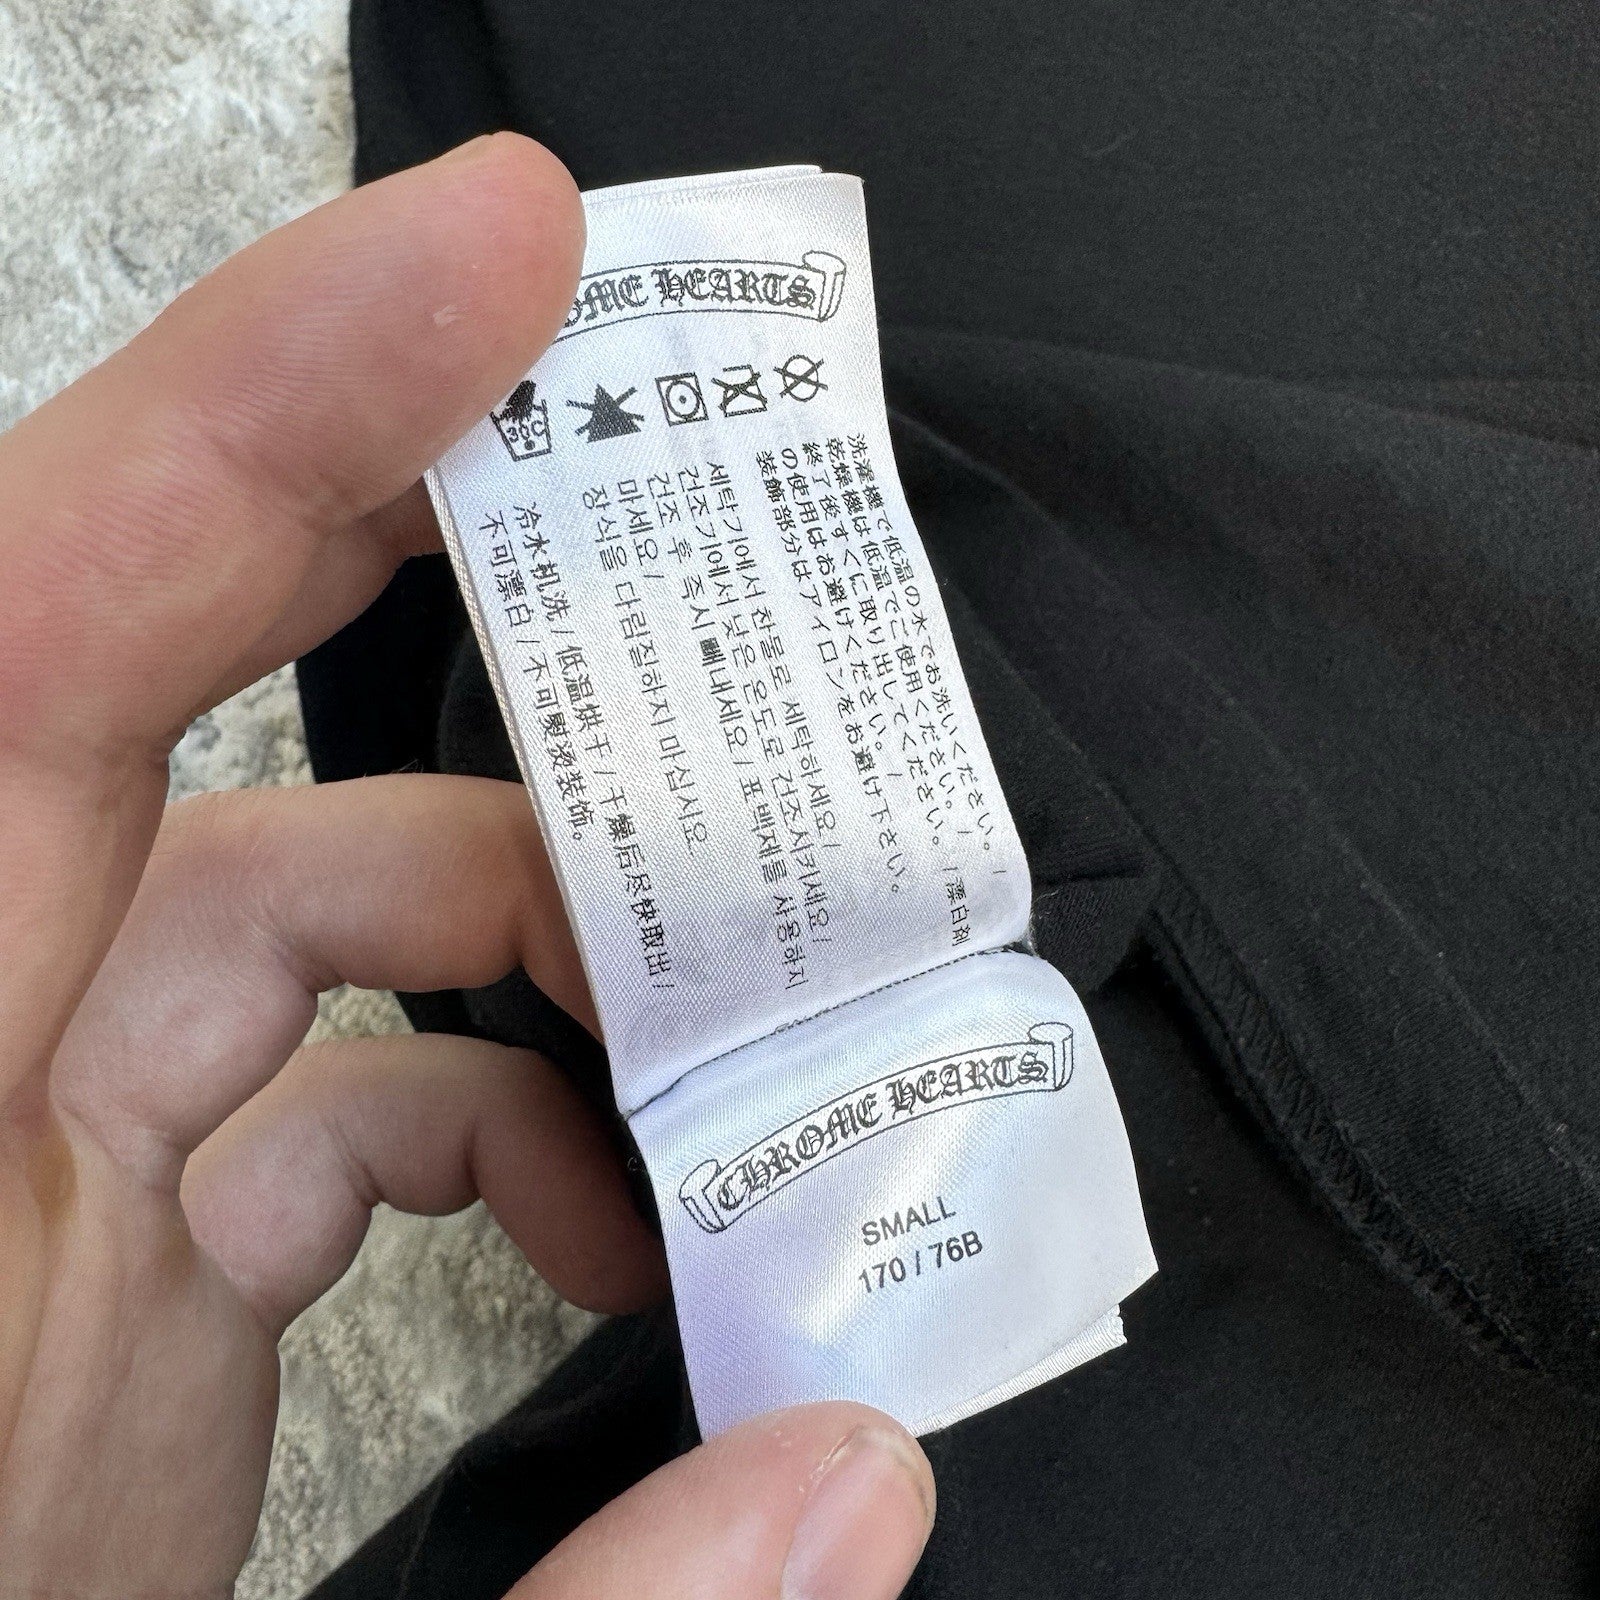 OME HEARTS
30°C
洗濯機で低温の水でお洗いください。 /
乾燥機は低温でご使用ください。 / 漂白剤
終了後すぐに取り出してください。 /
の使用はお避けください。 /
装飾部分はアイロンをお避け下さい。
세탁기에서 찬물로 세탁하세요 /
건조기에서 낮은 온도로 건조시키세요 /
건조 후 즉시 빼내세요 / 표백제를 사용하지
마세요 /
장식을 다림질하지 마십시요.
冷水机洗 / 低温烘干 / 干燥后尽快取出 /
不可漂白 / 不可熨烫装饰。
CHROME HEARTS
SMALL
170 / 76B